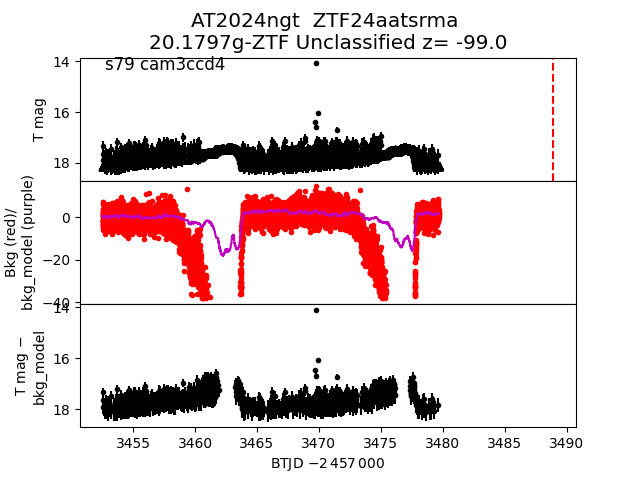 AT2024ngt  ZTF24aatsrma
20.1797g-ZTF Unclassified z= -99.0
s79 cam3ccd4
T mag
14
16
18
Bkg (red)/
bkg_model (purple)
0
−20
−40
T mag −
bkg_model
14
16
18
3455 3460 3465 3470 3475 3480 3485 3490
BTJD −2 457 000